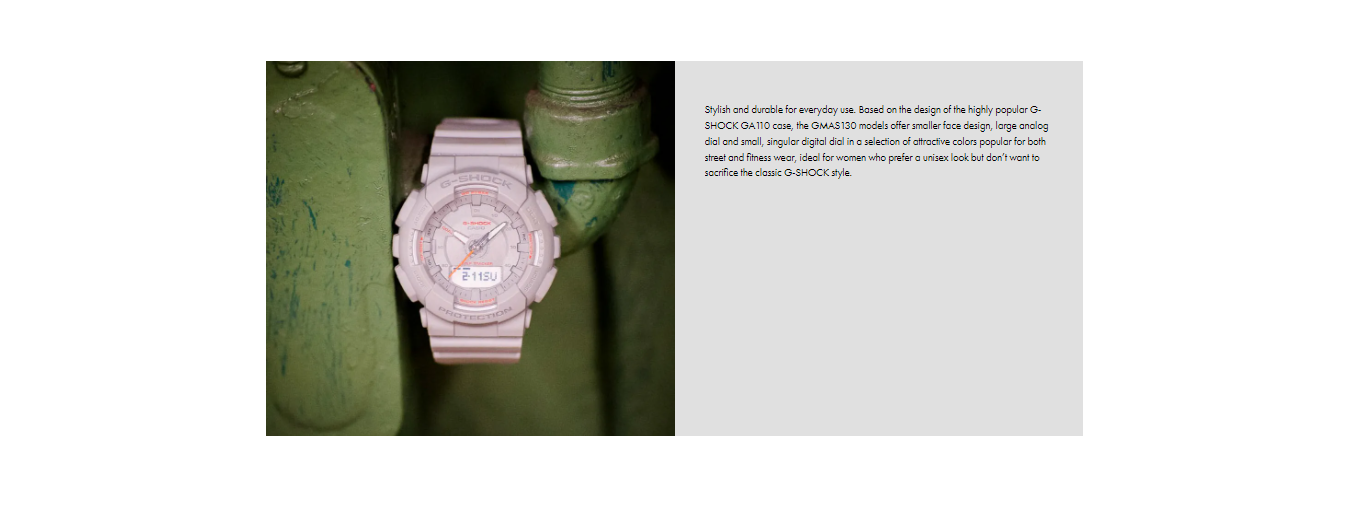 G-SHOCK
G-SHOCK
PROTECTION
Stylish and durable for everyday use. Based on the design of the highly popular G-
SHOCK GA110 case, the GMAS130 models offer smaller face design, large analog
dial and small, singular digital dial in a selection of attractive colors popular for both
street and fitness wear, ideal for women who prefer a unisex look but don't want to
sacrifice the classic G-SHOCK style.